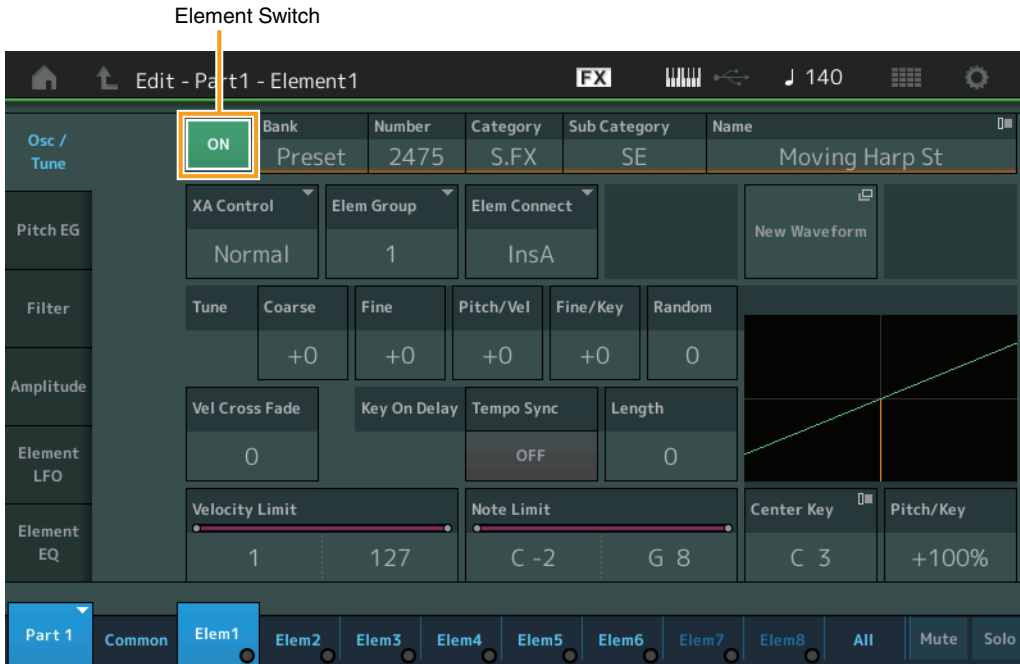 Element Switch
Edit - Part1 - Element1 FX ♩ 140
Osc / Tune
Pitch EG
Filter
Amplitude
Element LFO
Element EQ
ON
Bank Number Category Sub Category Name
Preset 2475 S.FX SE Moving Harp St
XA Control Elem Group Elem Connect
Normal 1 InsA
New Waveform
Tune Coarse Fine Pitch/Vel Fine/Key Random
+0 +0 +0 +0 0
Vel Cross Fade Key On Delay Tempo Sync Length
0 OFF 0
Velocity Limit Note Limit Center Key Pitch/Key
1 127 C -2 G 8 C 3 +100%
Part 1 Common Elem1 Elem2 Elem3 Elem4 Elem5 Elem6 Elem7 Elem8 All Mute Solo